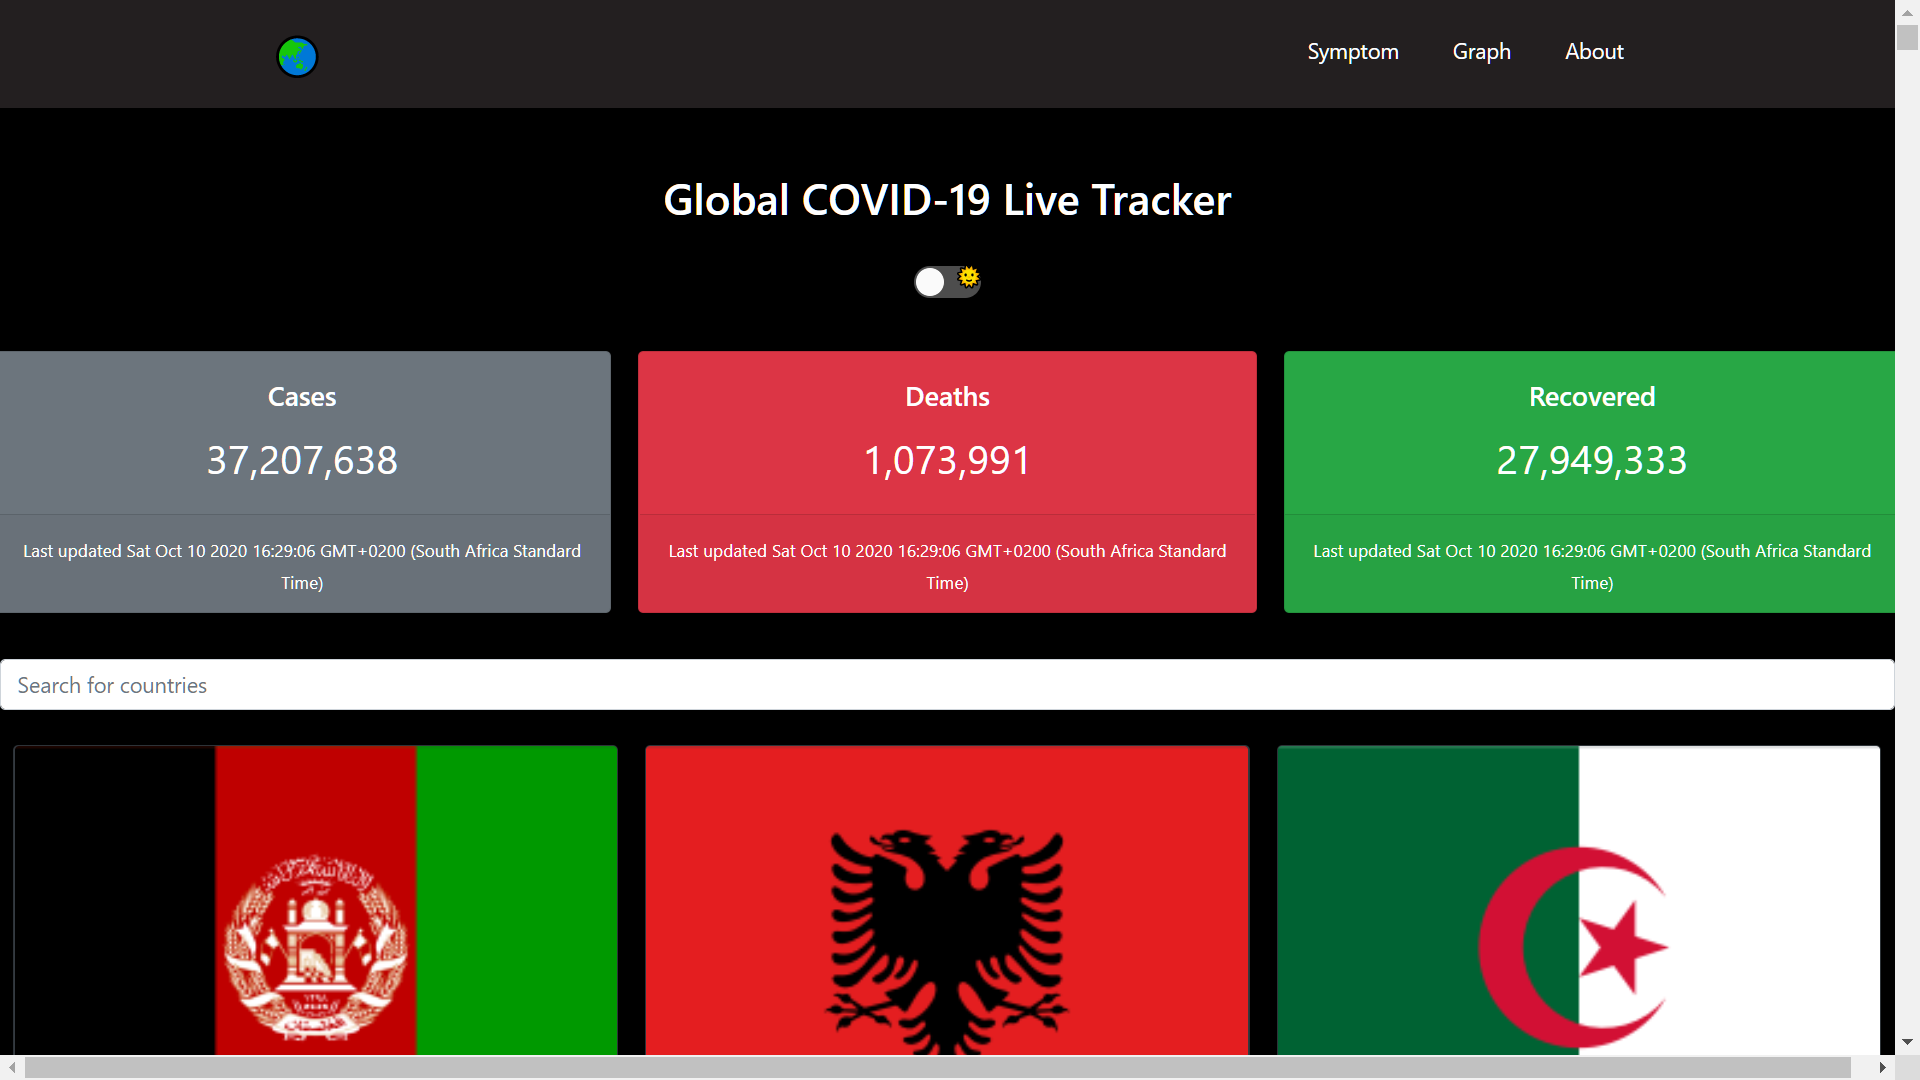 Symptom Graph About
Global COVID-19 Live Tracker
Cases
37,207,638
Last updated Sat Oct 10 2020 16:29:06 GMT+0200 (South Africa Standard
Time)
Deaths
1,073,991
Last updated Sat Oct 10 2020 16:29:06 GMT+0200 (South Africa Standard
Time)
Recovered
27,949,333
Last updated Sat Oct 10 2020 16:29:06 GMT+0200 (South Africa Standard
Time)
Search for countries